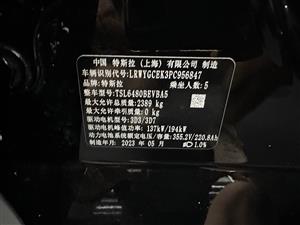 中国 特斯拉（上海）有限公司 制造
车辆识别代号: LRWYGCEK3PC956847
品牌: 特斯拉 乘坐人数: 5
整车型号: TSL6480BEVBA5
最大允许总质量: 2389 kg
最大允许牵引质量: 0 kg
驱动电机型号: 3D3/3D7
驱动电机峰值功率: 137kW/194kW
动力电池系统额定电压/容量: 355.2V/220.8Ah
制造年月 2023 年 05 月 1.0%